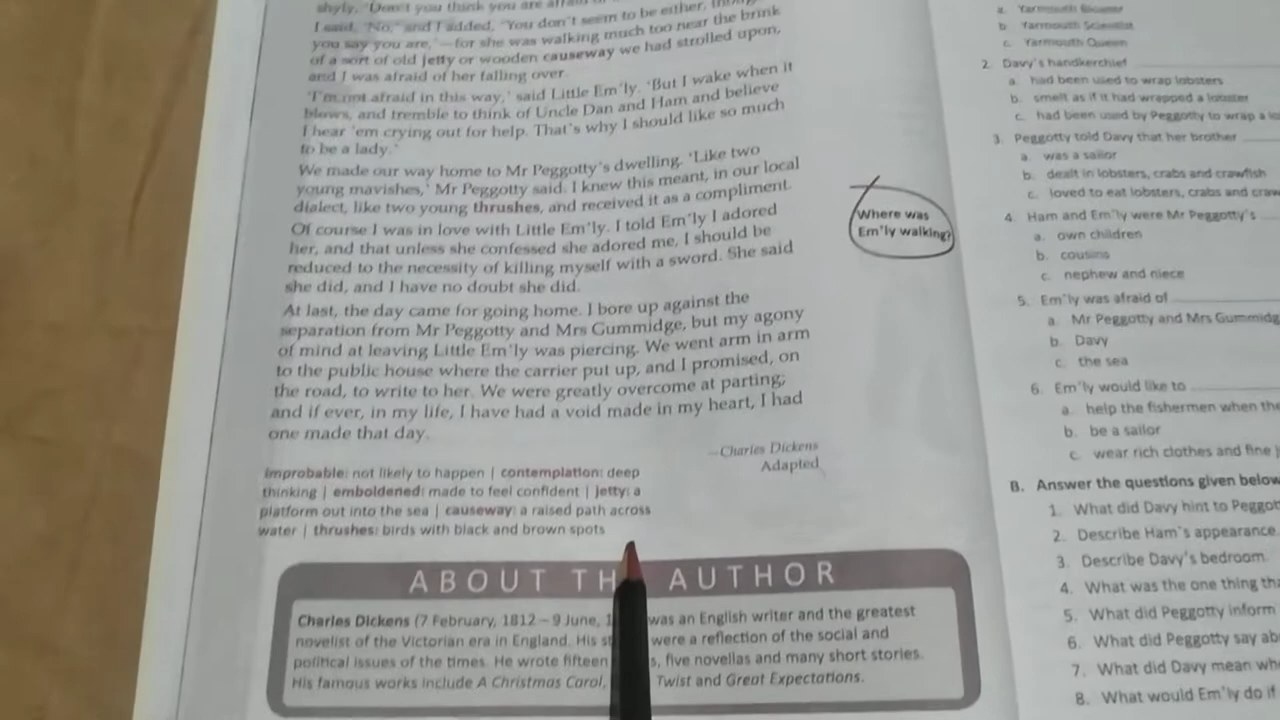 shyly. 'Don't you think you are afraid of
I said, 'No,' and I added, 'You don't seem to be either, though
you say you are,'—for she was walking much too near the brink
of a sort of old jetty or wooden causeway we had strolled upon,
and I was afraid of her falling over.
'I'm not afraid in this way,' said Little Em'ly. 'But I wake when it
blows, and tremble to think of Uncle Dan and Ham and believe
I hear 'em crying out for help. That's why I should like so much
to be a lady.'
We made our way home to Mr Peggotty's dwelling. 'Like two
young mavishes,' Mr Peggotty said. I knew this meant, in our local
dialect, like two young thrushes, and received it as a compliment.
Of course I was in love with Little Em'ly. I told Em'ly I adored
her, and that unless she confessed she adored me, I should be
reduced to the necessity of killing myself with a sword. She said
she did, and I have no doubt she did.
At last, the day came for going home. I bore up against the
separation from Mr Peggotty and Mrs Gummidge, but my agony
of mind at leaving Little Em'ly was piercing. We went arm in arm
to the public house where the carrier put up, and I promised, on
the road, to write to her. We were greatly overcome at parting;
and if ever, in my life, I have had a void made in my heart, I had
one made that day.
—Charles Dickens
Adapted
Where was
Em'ly walking?
improbable: not likely to happen | contemplation: deep
thinking | emboldened: made to feel confident | jetty: a
platform out into the sea | causeway: a raised path across
water | thrushes: birds with black and brown spots
ABOUT TH AUTHOR
Charles Dickens (7 February, 1812 – 9 June, 1 was an English writer and the greatest
novelist of the Victorian era in England. His st were a reflection of the social and
political issues of the times. He wrote fifteen s, five novellas and many short stories.
His famous works include A Christmas Carol, Twist and Great Expectations.
a. Yarmouth Bloater
b. Yarmouth Scientist
c. Yarmouth Queen
2. Davy's handkerchief
a. had been used to wrap lobsters
b. smelt as if it had wrapped a lobster
c. had been used by Peggotty to wrap a lo
3. Peggotty told Davy that her brother
a. was a sailor
b. dealt in lobsters, crabs and crawfish
c. loved to eat lobsters, crabs and craw
4. Ham and Em'ly were Mr Peggotty's
a. own children
b. cousins
c. nephew and niece
5. Em'ly was afraid of
a. Mr Peggotty and Mrs Gummidg
b. Davy
c. the sea
6. Em'ly would like to
a. help the fishermen when the
b. be a sailor
c. wear rich clothes and fine j
B. Answer the questions given below
1. What did Davy hint to Peggot
2. Describe Ham's appearance.
3. Describe Davy's bedroom.
4. What was the one thing tha
5. What did Peggotty inform
6. What did Peggotty say ab
7. What did Davy mean whe
8. What would Em'ly do if